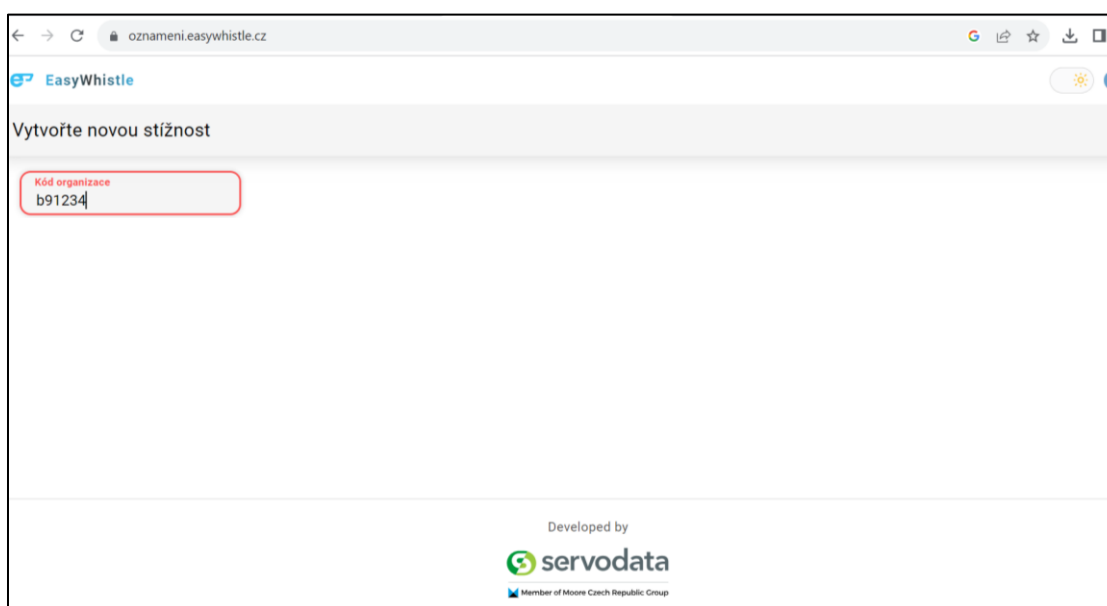 oznameni.easywhistle.cz
EasyWhistle
Vytvořte novou stížnost
Kód organizace
b91234
Developed by
servodata
Member of Moore Czech Republic Group